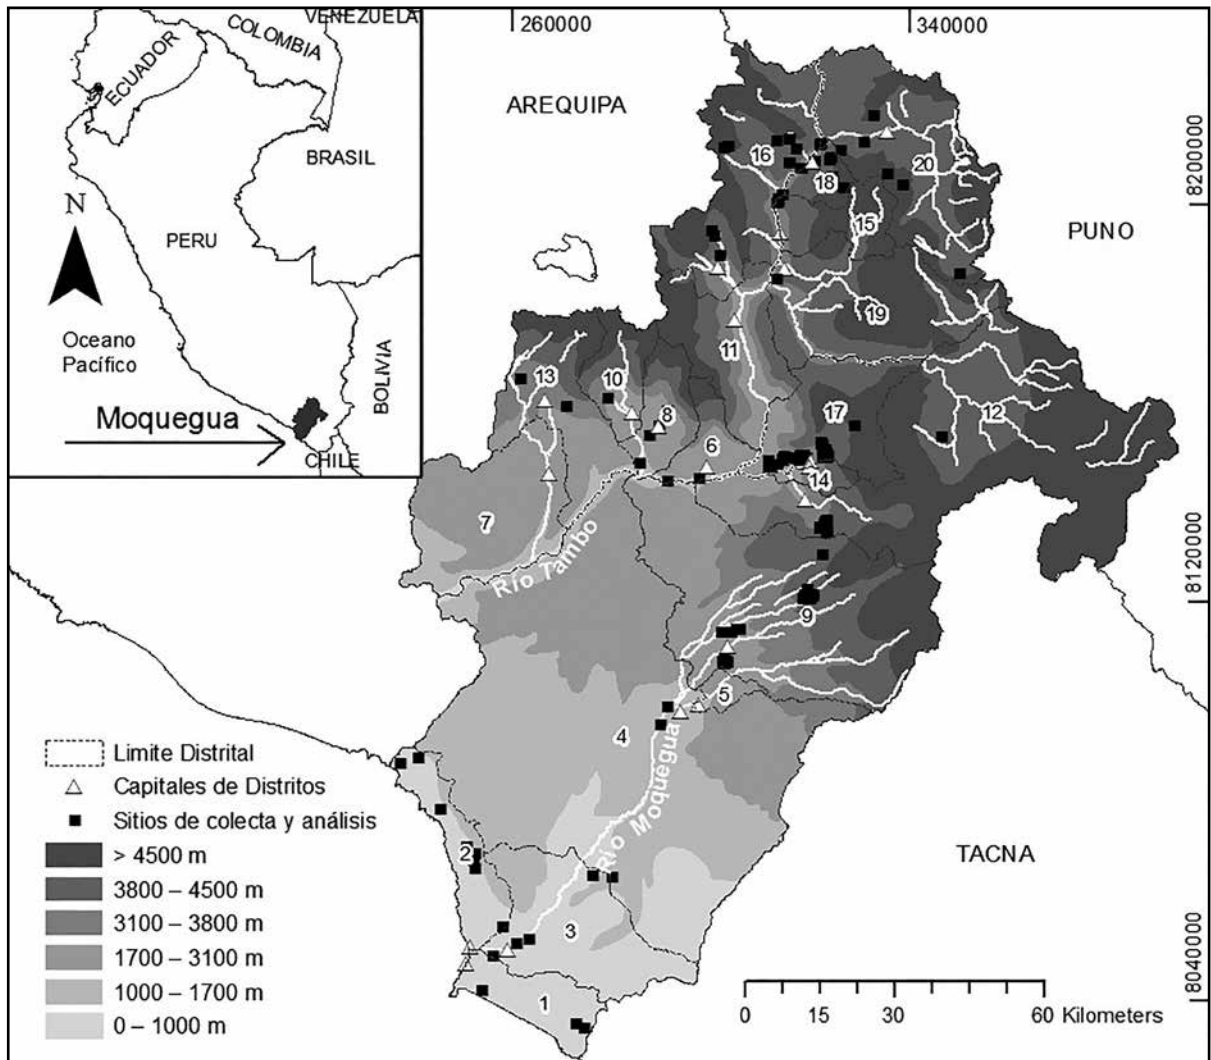 VENEZUELA
COLOMBIA
ECUADOR
BRASIL
PERU
N
Oceano
Pacífico
BOLIVIA
Moquegua
CHILE
260000
340000
AREQUIPA
PUNO
TACNA
8200000
8120000
8040000
16
18
20
15
19
11
13
10
8
6
17
12
14
7
Río Tambo
9
5
4
Río Moquegua
2
3
1
Limite Distrital
Capitales de Distritos
Sitios de colecta y análisis
> 4500 m
3800 – 4500 m
3100 – 3800 m
1700 – 3100 m
1000 – 1700 m
0 – 1000 m
0 15 30 60 Kilometers